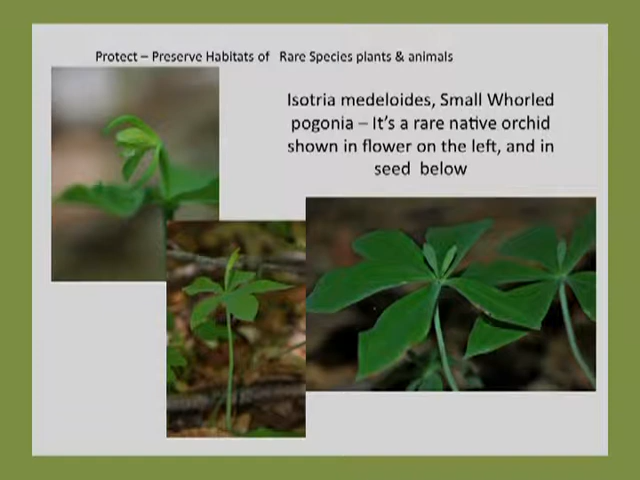 Protect – Preserve Habitats of Rare Species plants & animals
Isotria medeloides, Small Whorled
pogonia – It's a rare native orchid
shown in flower on the left, and in
seed below